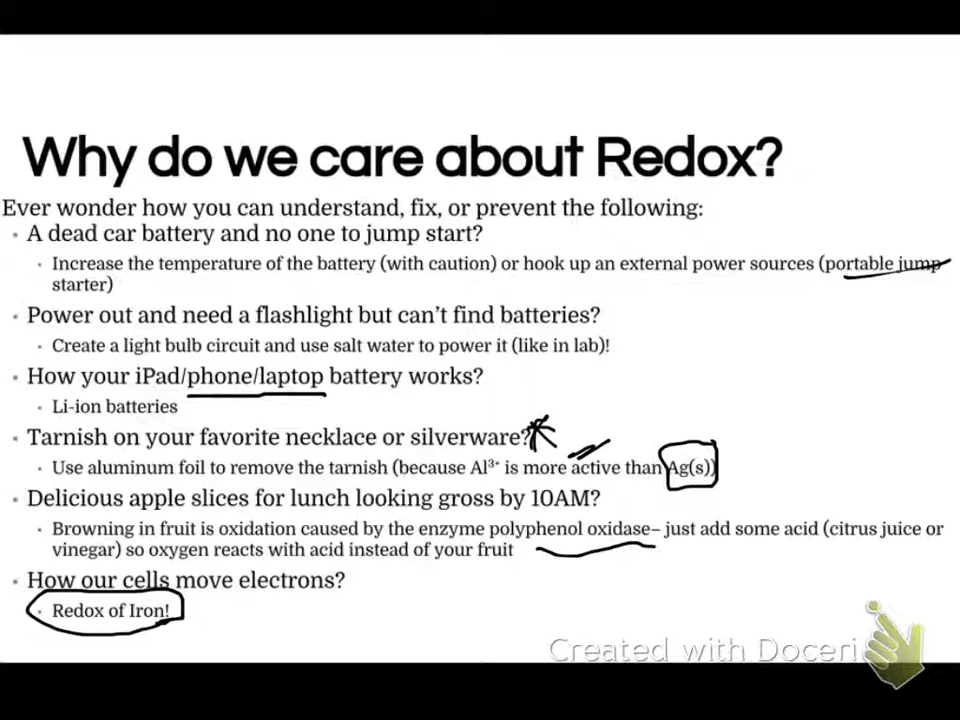 Why do we care about Redox?
Ever wonder how you can understand, fix, or prevent the following:
• A dead car battery and no one to jump start?
• Increase the temperature of the battery (with caution) or hook up an external power sources (portable jump
starter)
• Power out and need a flashlight but can't find batteries?
• Create a light bulb circuit and use salt water to power it (like in lab)!
• How your iPad/phone/laptop battery works?
• Li-ion batteries
• Tarnish on your favorite necklace or silverware?
• Use aluminum foil to remove the tarnish (because Al³⁺ is more active than Ag(s))
• Delicious apple slices for lunch looking gross by 10AM?
• Browning in fruit is oxidation caused by the enzyme polyphenol oxidase– just add some acid (citrus juice or
vinegar) so oxygen reacts with acid instead of your fruit
• How our cells move electrons?
• Redox of Iron!
Created with Doceri